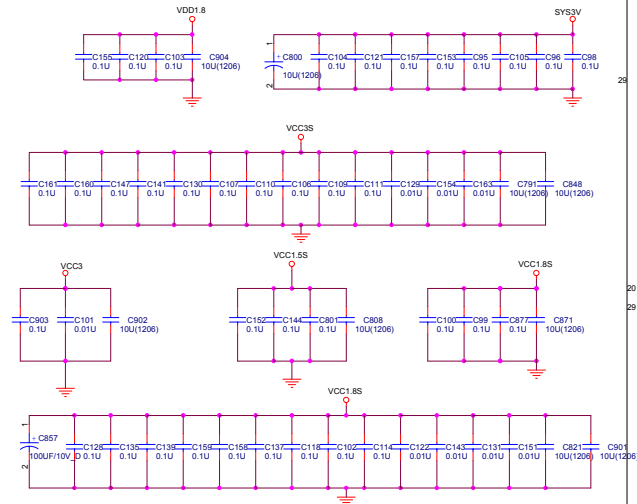 VDD1.8
C155 0.1U
C120 0.1U
C103 0.1U
C904 10U(1206)
SYS3V
1
2
+ C800 10U(1206)
C104 0.1U
C121 0.1U
C157 0.1U
C153 0.1U
C95 0.1U
C105 0.1U
C96 0.1U
C98 0.1U
29
VCC3S
C161 0.1U
C160 0.1U
C147 0.1U
C141 0.1U
C130 0.1U
C107 0.1U
C110 0.1U
C106 0.1U
C109 0.1U
C111 0.1U
C129 0.01U
C154 0.01U
C163 0.01U
C791 10U(1206)
C848 10U(1206)
VCC3
C903 0.1U
C101 0.01U
C902 10U(1206)
VCC1.5S
C152 0.1U
C144 0.1U
C801 0.1U
C808 10U(1206)
VCC1.8S
C100 0.1U
C99 0.1U
C877 0.1U
C871 10U(1206)
20
29
VCC1.8S
1
2
+ C857 100UF/10V_D
C128 0.1U
C135 0.1U
C139 0.1U
C159 0.1U
C158 0.1U
C137 0.1U
C118 0.1U
C102 0.1U
C114 0.1U
C122 0.01U
C143 0.01U
C131 0.01U
C151 0.01U
C821 10U(1206)
C901 10U(1206)